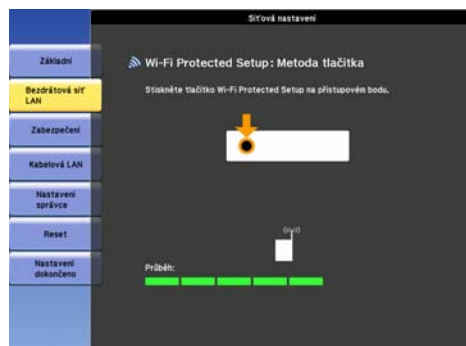 Síťová nastavení
Základní
Bezdrátová síť
LAN
Zabezpečení
Kabelová LAN
Nastavení
správce
Reset
Nastavení
dokončeno
Wi-Fi Protected Setup: Metoda tlačítka
Stiskněte tlačítko Wi-Fi Protected Setup na přístupovém bodu.
Průběh: